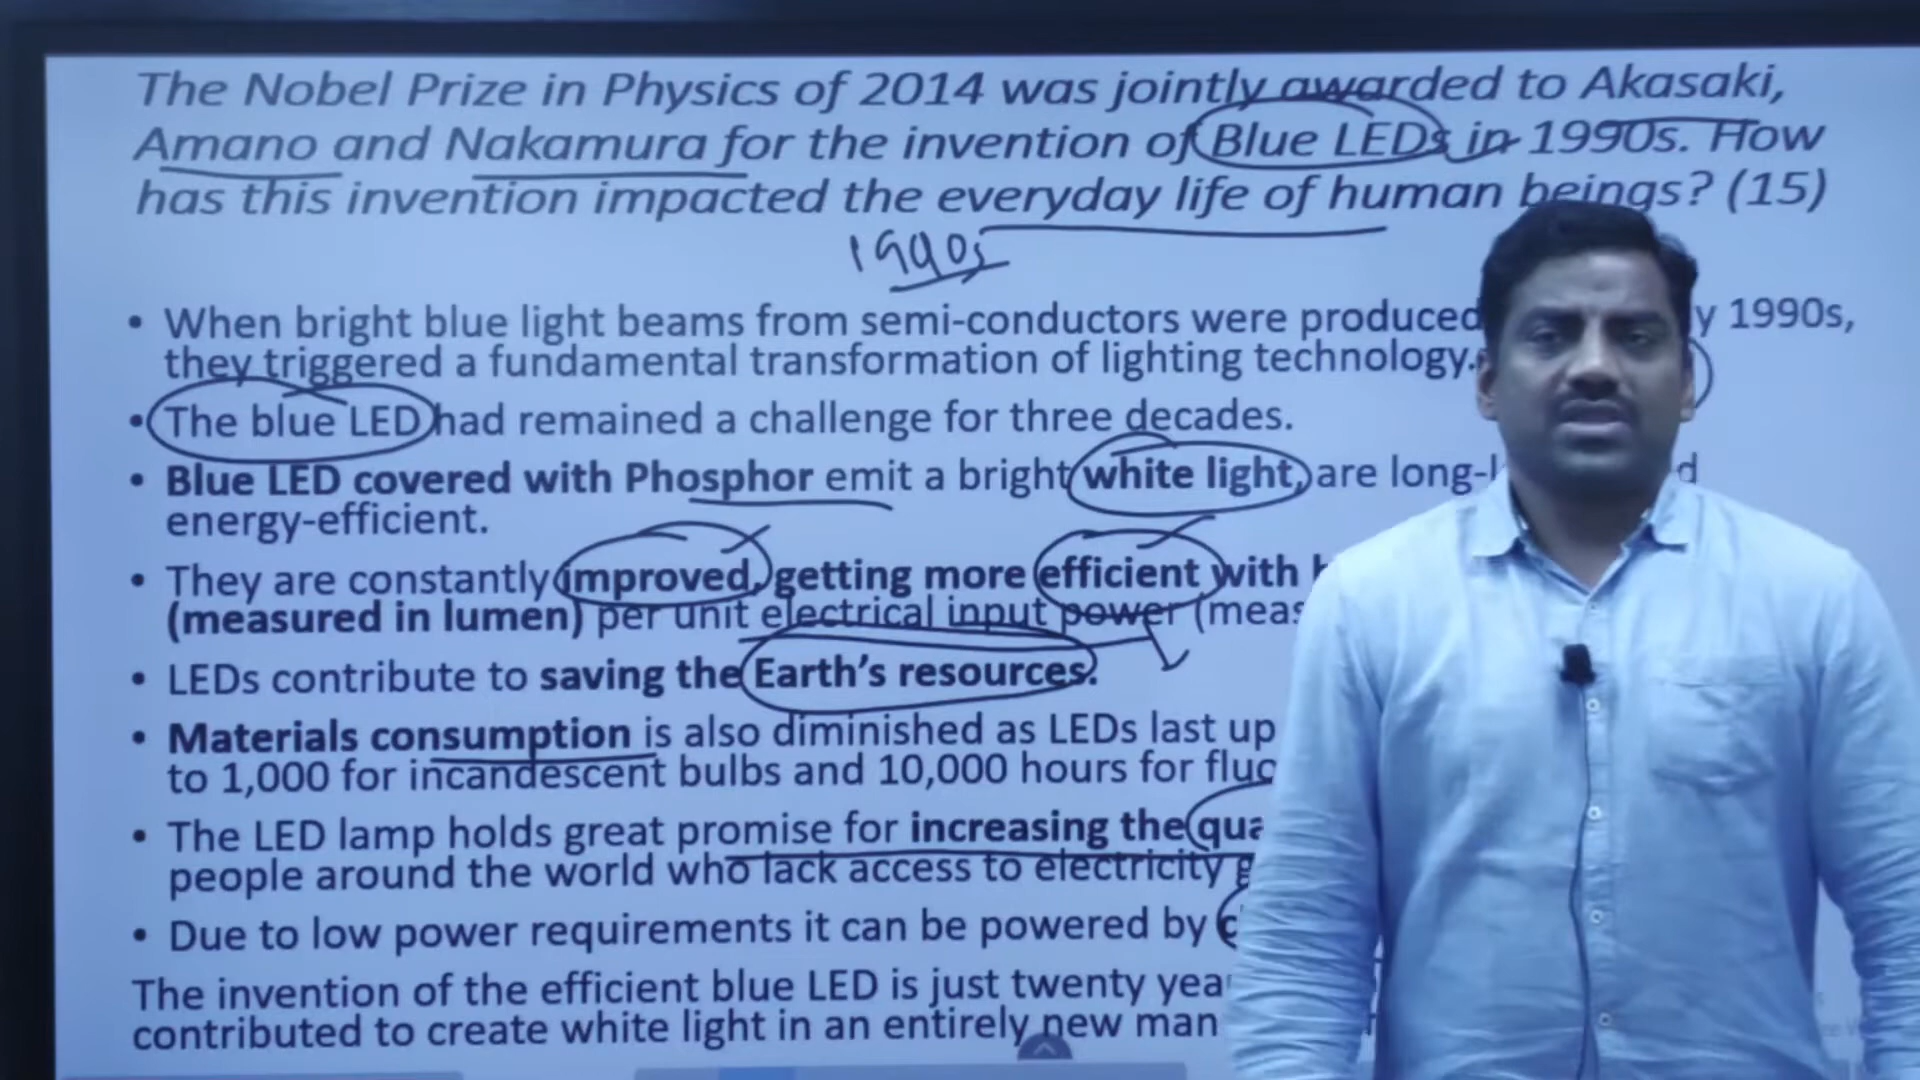 The Nobel Prize in Physics of 2014 was jointly awarded to Akasaki,
Amano and Nakamura for the invention of Blue LEDs in 1990s. How
has this invention impacted the everyday life of human beings? (15)
1990s
• When bright blue light beams from semi-conductors were produced y 1990s,
they triggered a fundamental transformation of lighting technology.
• The blue LED had remained a challenge for three decades.
• Blue LED covered with Phosphor emit a bright white light, are long-l d
energy-efficient.
• They are constantly improved, getting more efficient with
(measured in lumen) per unit electrical input power (meas
• LEDs contribute to saving the Earth's resources.
• Materials consumption is also diminished as LEDs last up
to 1,000 for incandescent bulbs and 10,000 hours for fluo
• The LED lamp holds great promise for increasing the qua
people around the world who lack access to electricity g
• Due to low power requirements it can be powered by
The invention of the efficient blue LED is just twenty yea
contributed to create white light in an entirely new man